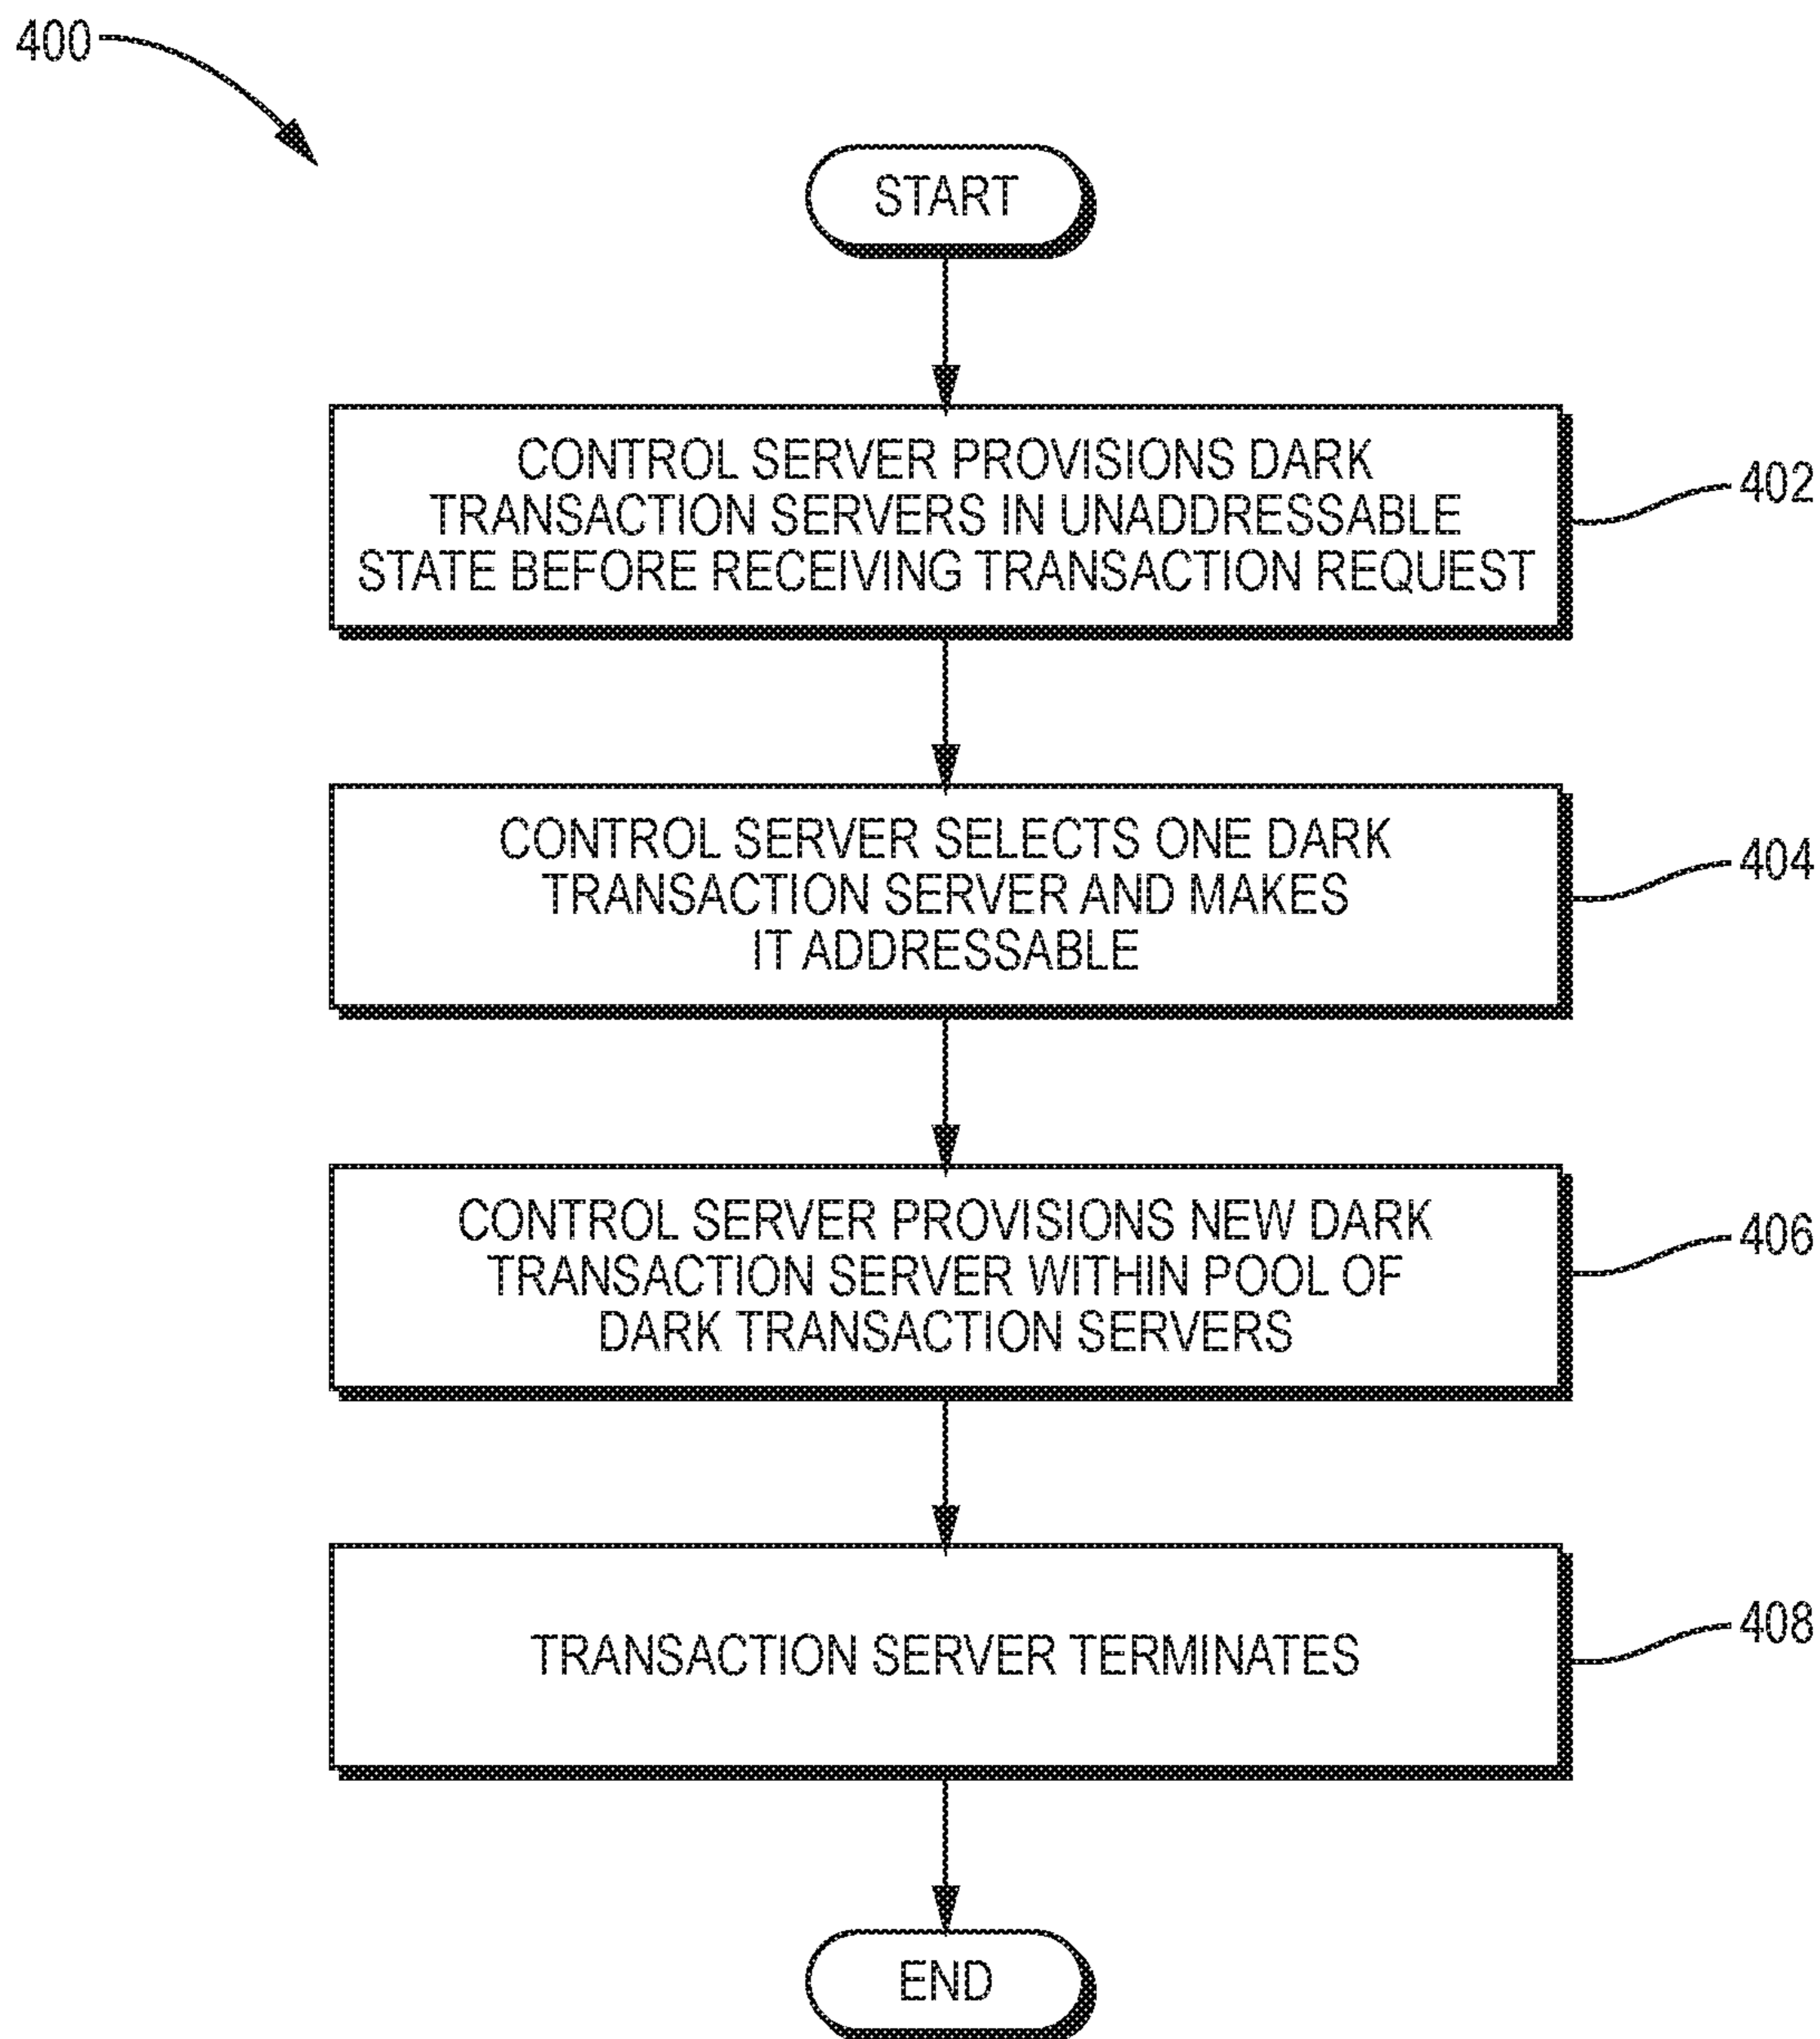 400
START
CONTROL SERVER PROVISIONS DARK
TRANSACTION SERVERS IN UNADDRESSABLE
STATE BEFORE RECEIVING TRANSACTION REQUEST
402
CONTROL SERVER SELECTS ONE DARK
TRANSACTION SERVER AND MAKES
IT ADDRESSABLE
404
CONTROL SERVER PROVISIONS NEW DARK
TRANSACTION SERVER WITHIN POOL OF
DARK TRANSACTION SERVERS
406
TRANSACTION SERVER TERMINATES
408
END